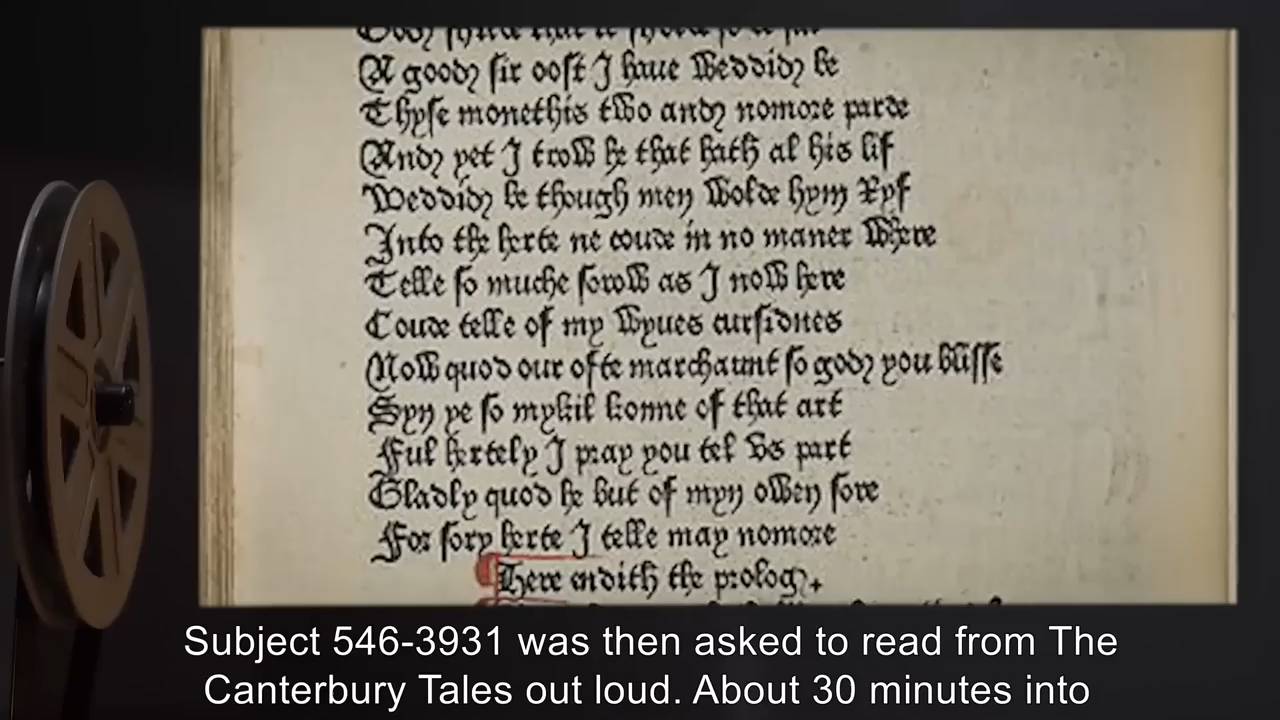 A good sir oost I haue weddid be
Thyse monethis two and nomore parde
And yet I trow he that hath al his lif
Weddid be though men wolde hym ryf
Into the herte ne coude in no maner where
Telle so muche sorow as I now here
Coude telle of my wyues cursidnes
Now quod our oste marchaunt so god you blisse
Syn ye so mykil konne of that art
Ful hertely I pray you tel vs part
Gladly quod he but of myn owen sore
For sory herte I telle may nomore
Here endith the prolog
Subject 546-3931 was then asked to read from The
Canterbury Tales out loud. About 30 minutes into